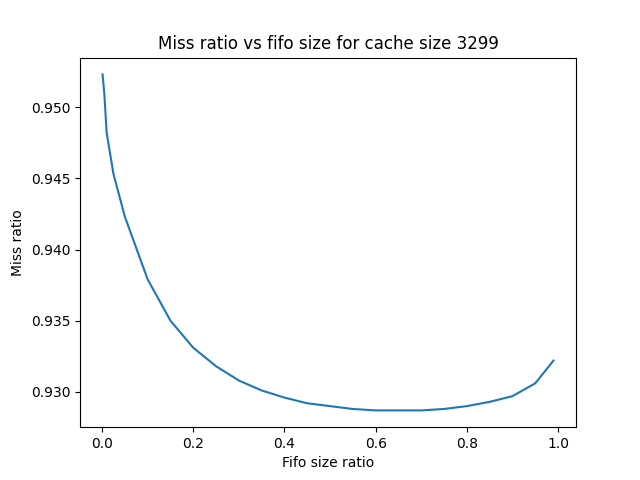 Miss ratio vs fifo size for cache size 3299
0.950
0.945
0.940
0.935
0.930
Miss ratio
0.0 0.2 0.4 0.6 0.8 1.0
Fifo size ratio